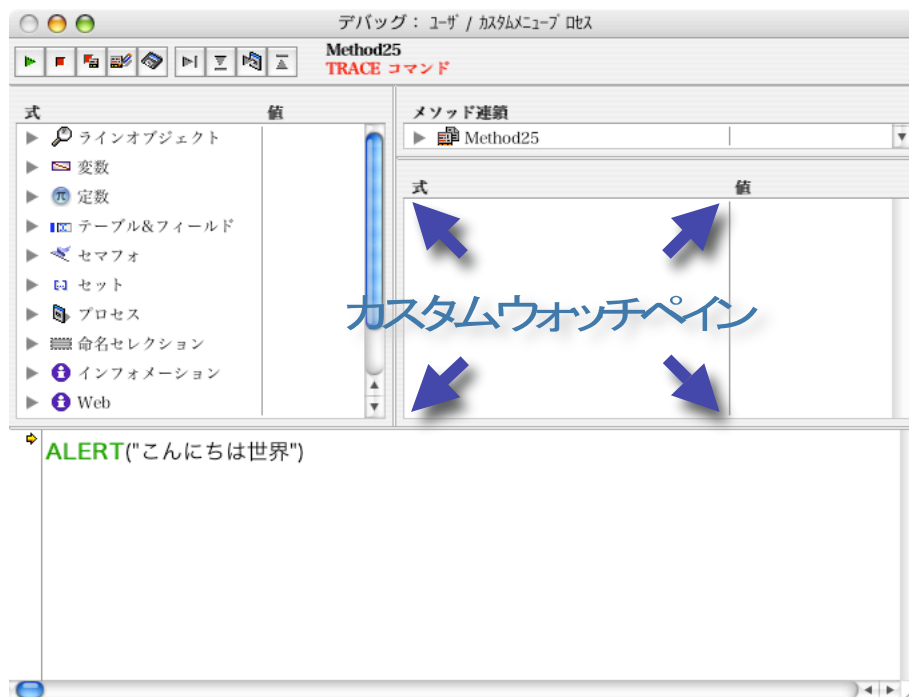 デバッグ: ユーザ / カスタムメニュープロセス
Method25
TRACE コマンド
式 値
ラインオブジェクト
変数
定数
テーブル&フィールド
セマフォ
セット
プロセス
命名セレクション
インフォメーション
Web
メソッド連鎖
Method25
式 値
カスタムウォッチペイン
ALERT("こんにちは世界")